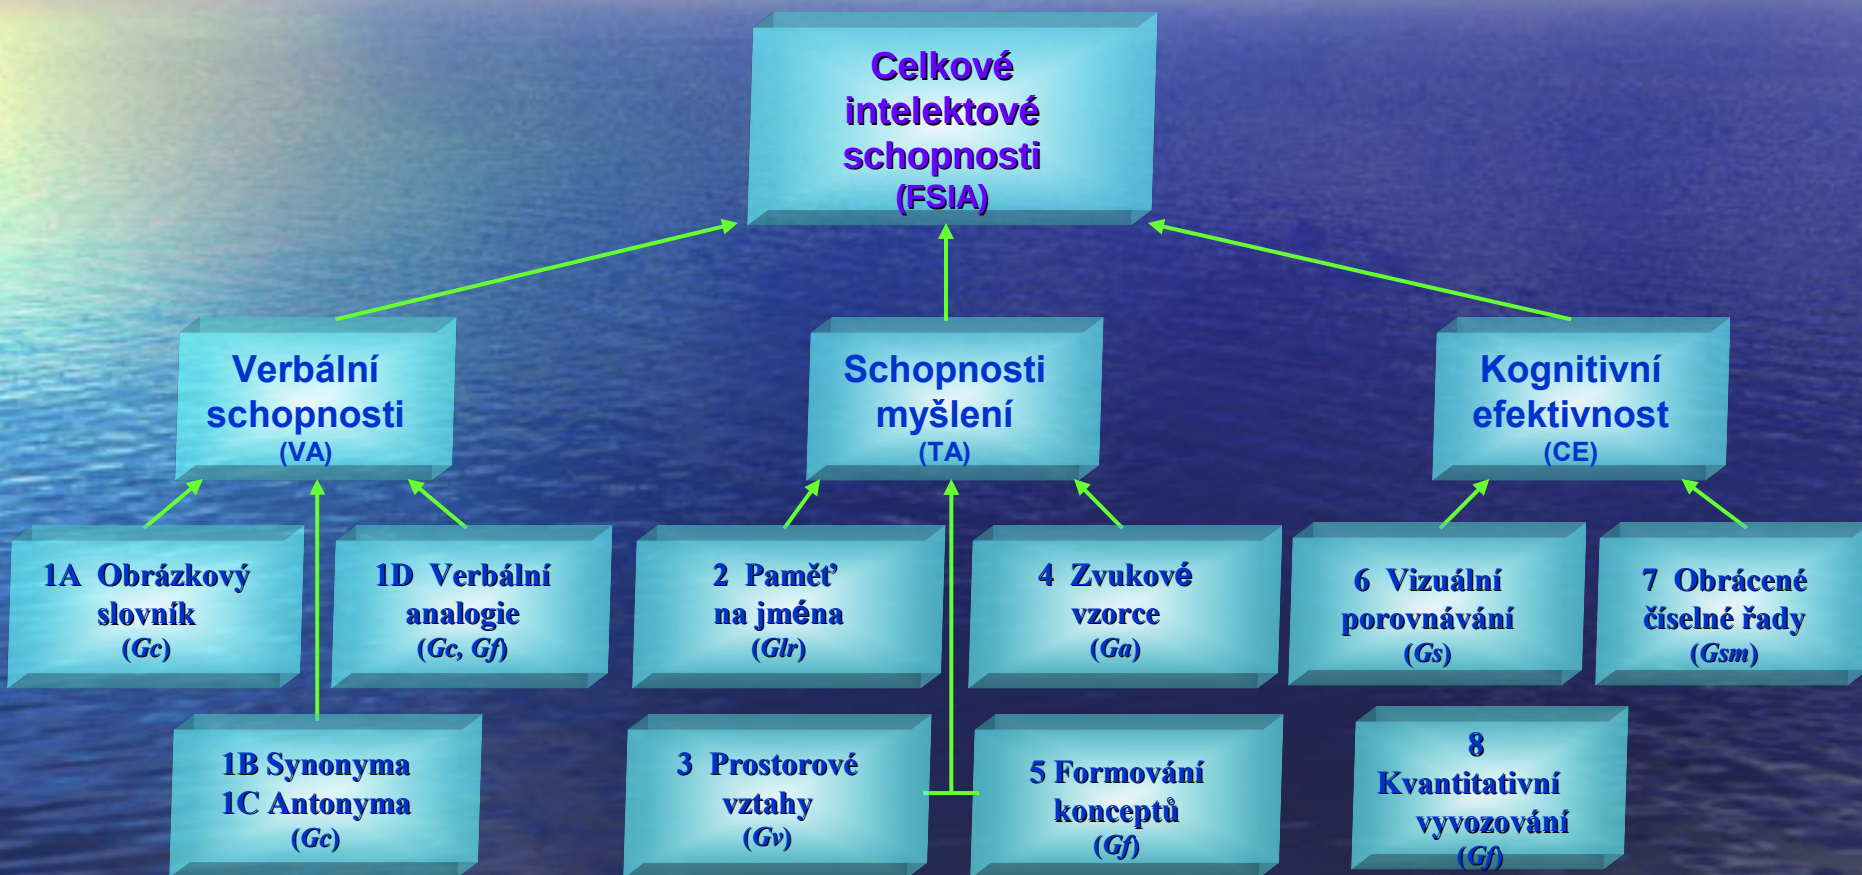 Celkové
intelektové
schopnosti
(FSIA)
Verbální
schopnosti
(VA)
Schopnosti
myšlení
(TA)
Kognitivní
efektivnost
(CE)
1A Obrázkový
slovník
(Gc)
1D Verbální
analogie
(Gc, Gf)
2 Paměť
na jména
(Glr)
4 Zvukové
vzorce
(Ga)
6 Vizuální
porovnávání
(Gs)
7 Obrácené
číselné řady
(Gsm)
1B Synonyma
1C Antonyma
(Gc)
3 Prostorové
vztahy
(Gv)
5 Formování
konceptů
(Gf)
8
Kvantitativní
vyvozování
(Gf)